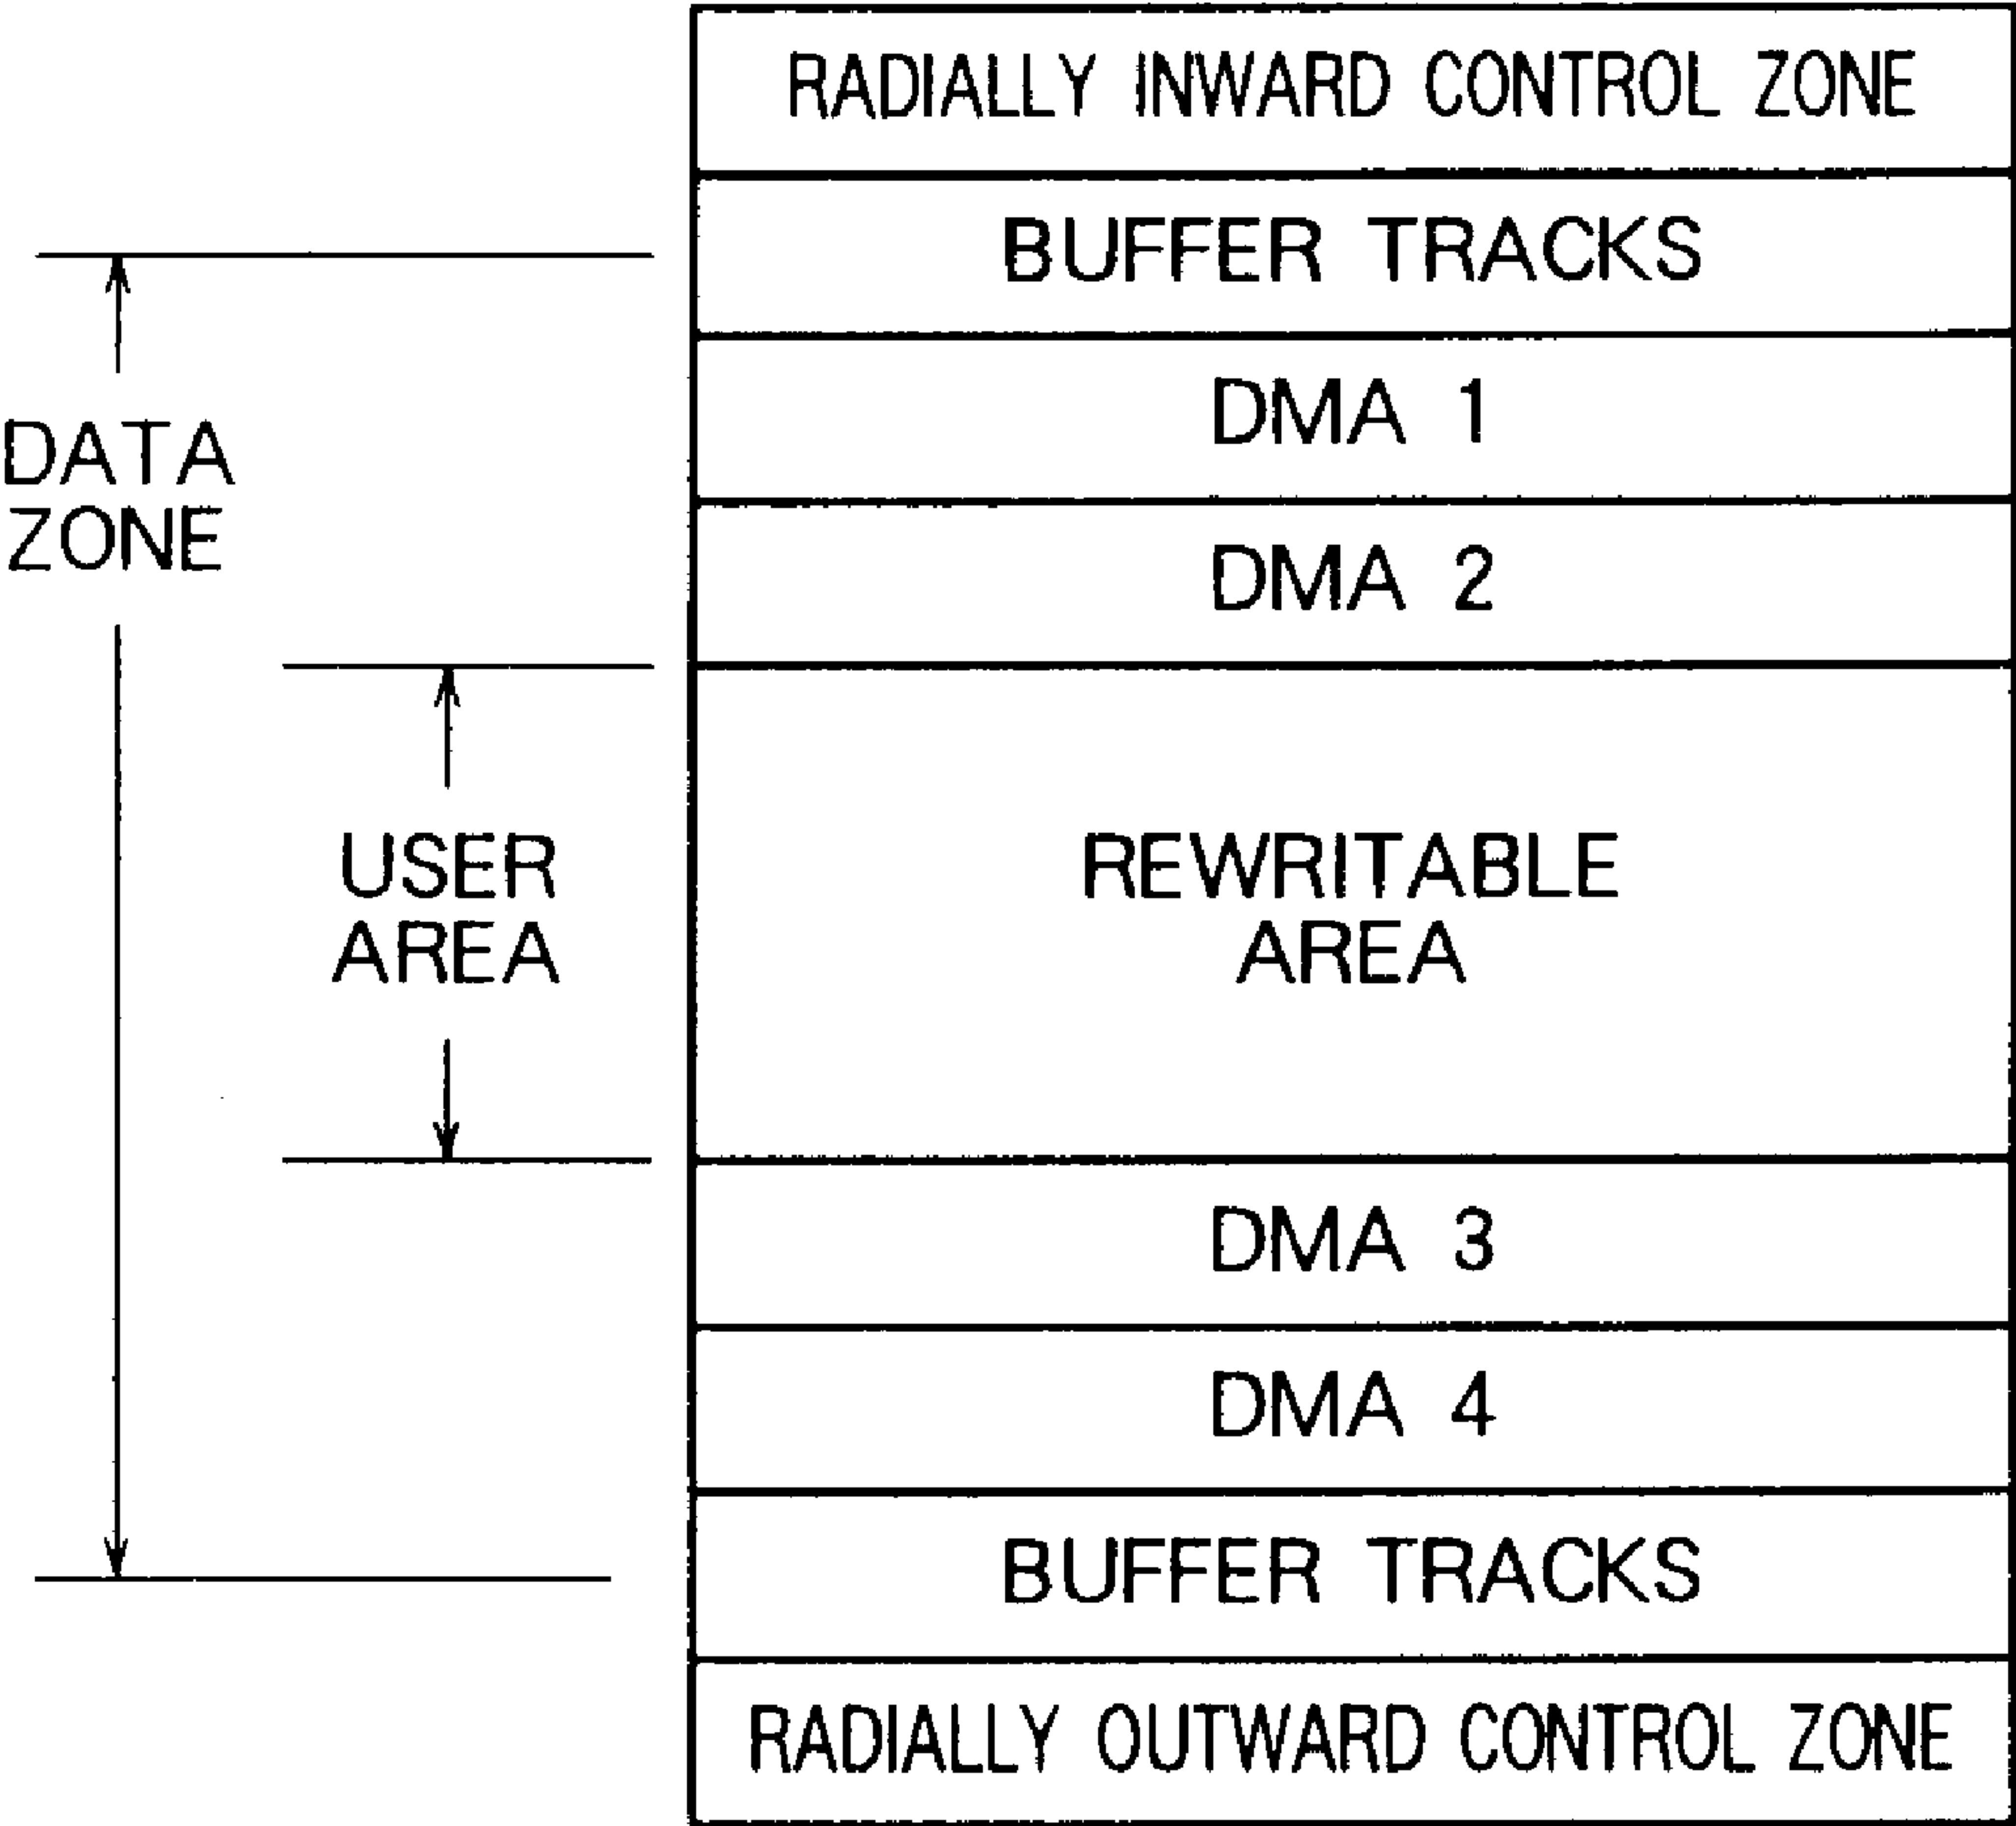 RADIALLY INWARD CONTROL ZONE
BUFFER TRACKS
DMA 1
DATA
ZONE
DMA 2
USER
AREA
REWRITABLE
AREA
DMA 3
DMA 4
BUFFER TRACKS
RADIALLY OUTWARD CONTROL ZONE